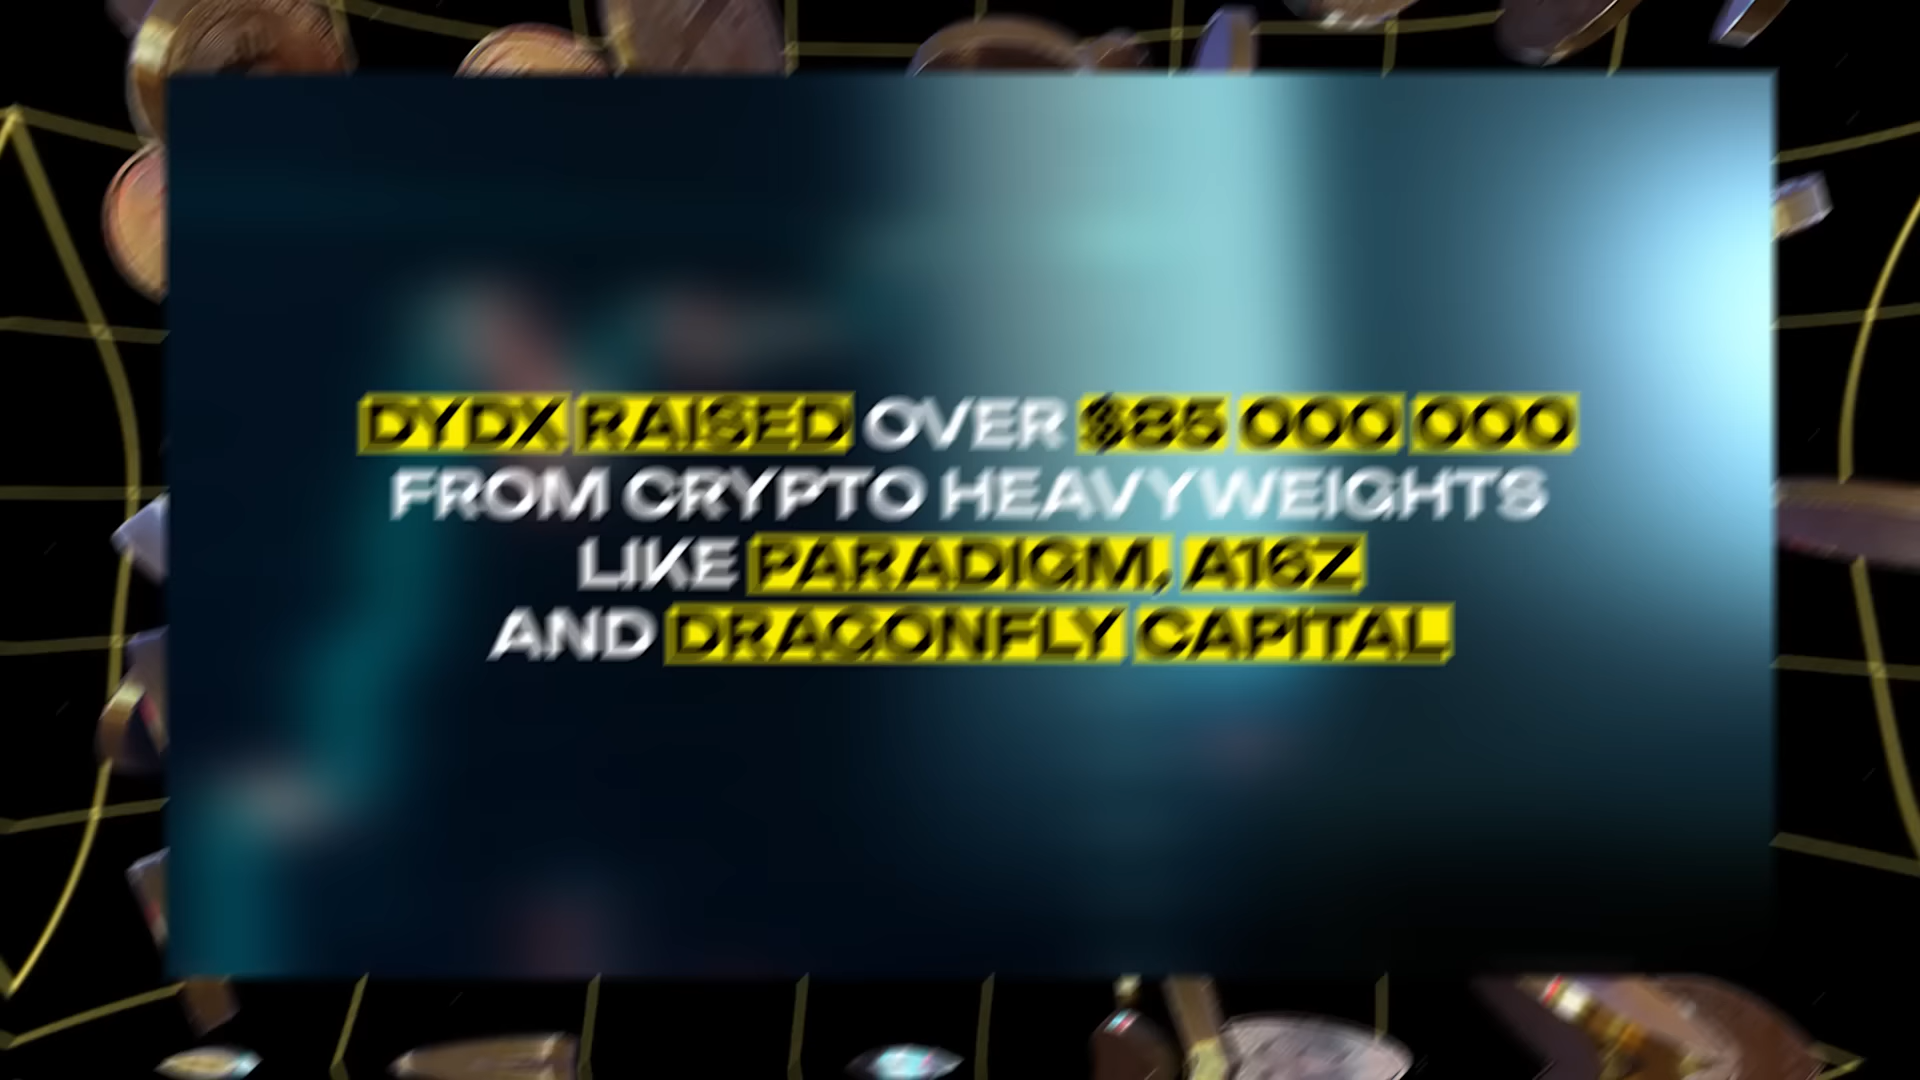 DYDX RAISED OVER $85 000 000
FROM CRYPTO HEAVYWEIGHTS
LIKE PARADIGM, A16Z
AND DRAGONFLY CAPITAL